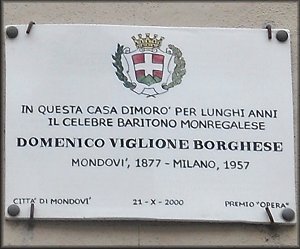 IN QUESTA CASA DIMORO' PER LUNGHI ANNI
IL CELEBRE BARITONO MONREGALESE
DOMENICO VIGLIONE BORGHESE
MONDOVI', 1877 - MILANO, 1957
CITTA' DI MONDOVI' 21 - X - 2000 PREMIO "OPERA"